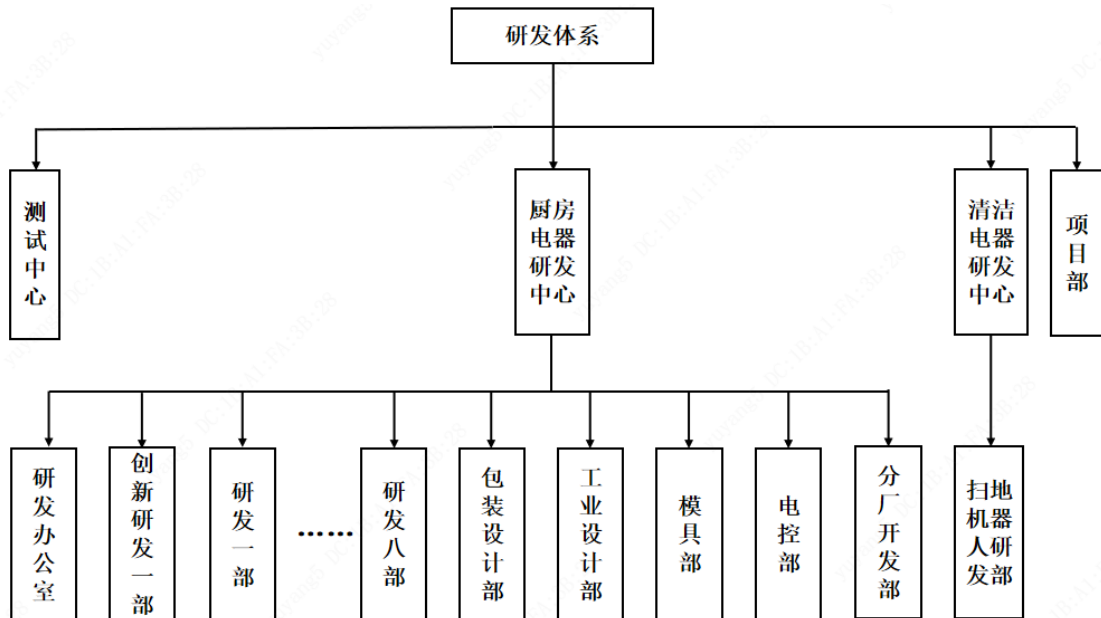 研发体系
测试中心
厨房电器研发中心
清洁电器研发中心
项目部
研发办公室
创新研发一部
研发一部
……
研发八部
包装设计部
工业设计部
模具部
电控部
分厂开发部
扫地机器人研发部